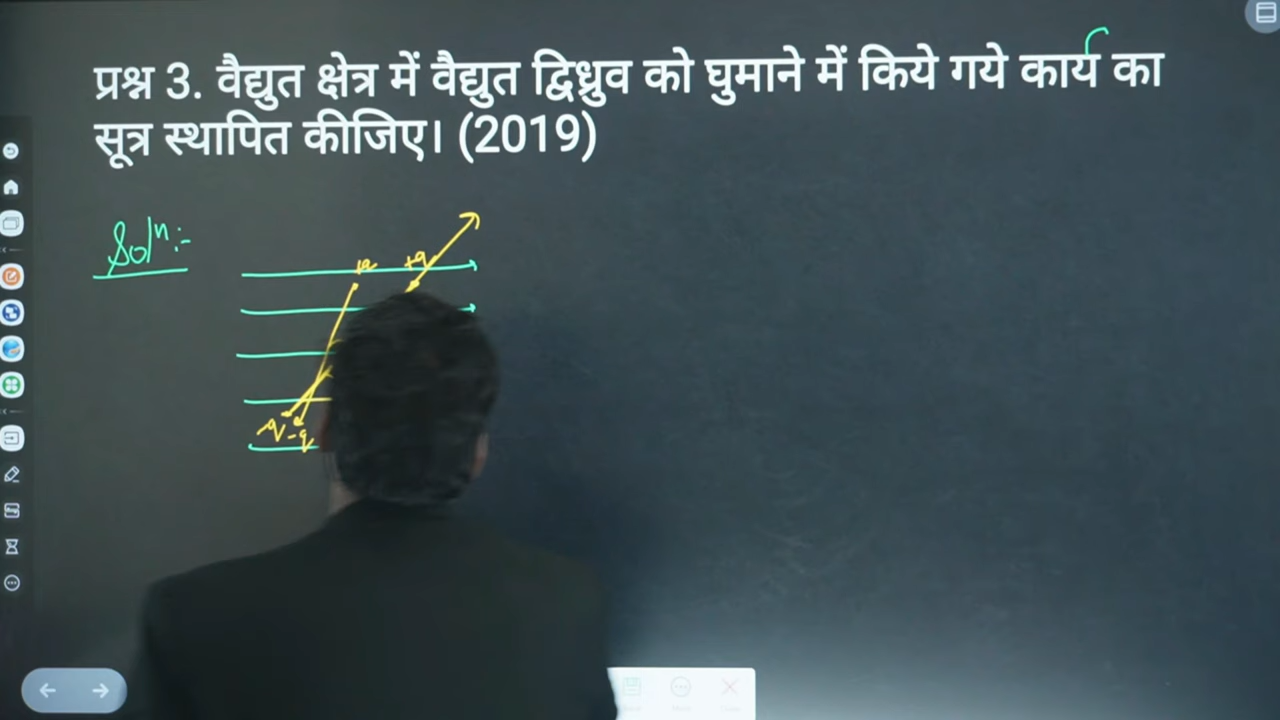 प्रश्न 3. वैद्युत क्षेत्र में वैद्युत द्विध्रुव को घुमाने में किये गये कार्य का
सूत्र स्थापित कीजिए। (2019)
Solⁿ:-
+q
-q